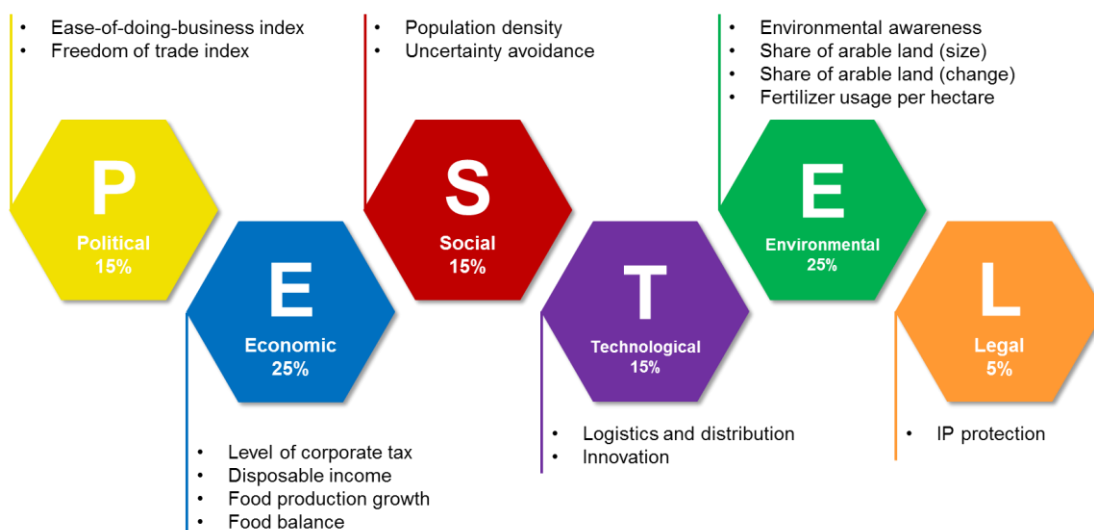 • Ease-of-doing-business index
• Freedom of trade index
P
Political
15%
E
Economic
25%
• Level of corporate tax
• Disposable income
• Food production growth
• Food balance
• Population density
• Uncertainty avoidance
S
Social
15%
T
Technological
15%
• Logistics and distribution
• Innovation
• Environmental awareness
• Share of arable land (size)
• Share of arable land (change)
• Fertilizer usage per hectare
E
Environmental
25%
L
Legal
5%
• IP protection